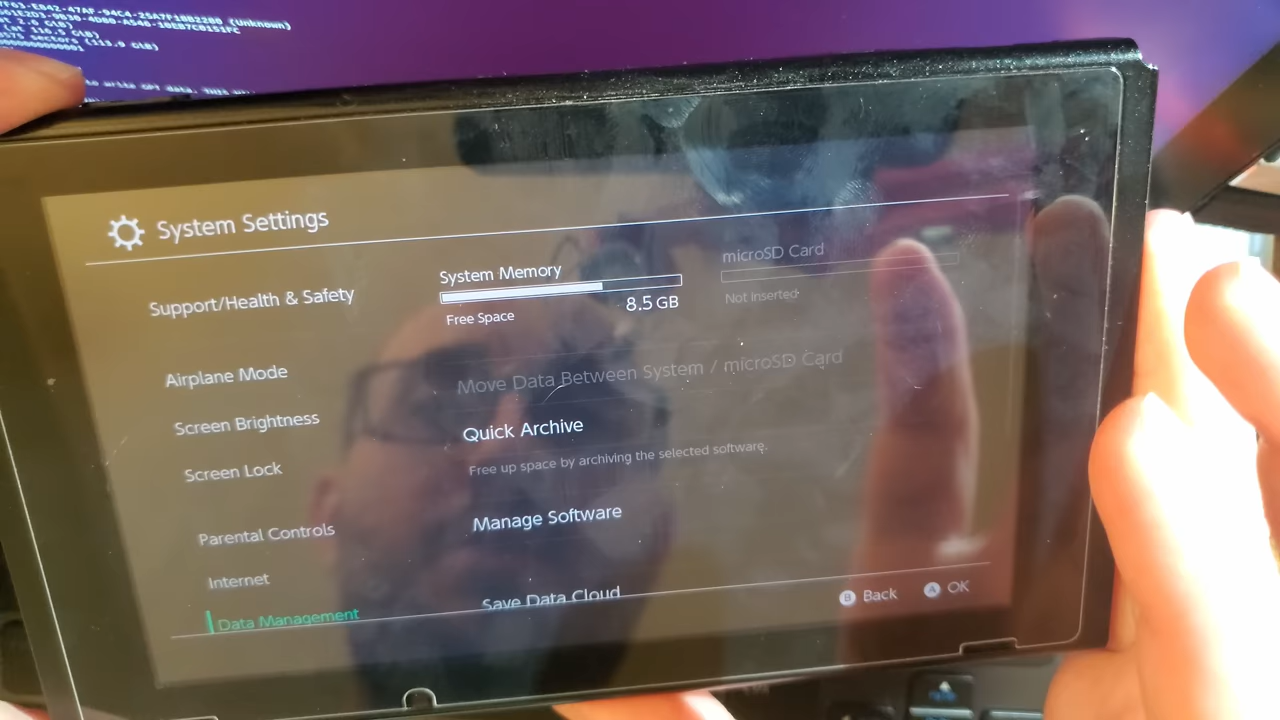 (Unknown)
System Settings
Support/Health & Safety
Airplane Mode
Screen Brightness
Screen Lock
Parental Controls
Internet
Data Management
System Memory
8.5 GB
Free Space
microSD Card
Not Inserted
Move Data Between System / microSD Card
Quick Archive
Free up space by archiving the selected software.
Manage Software
Save Data Cloud
B Back
A OK